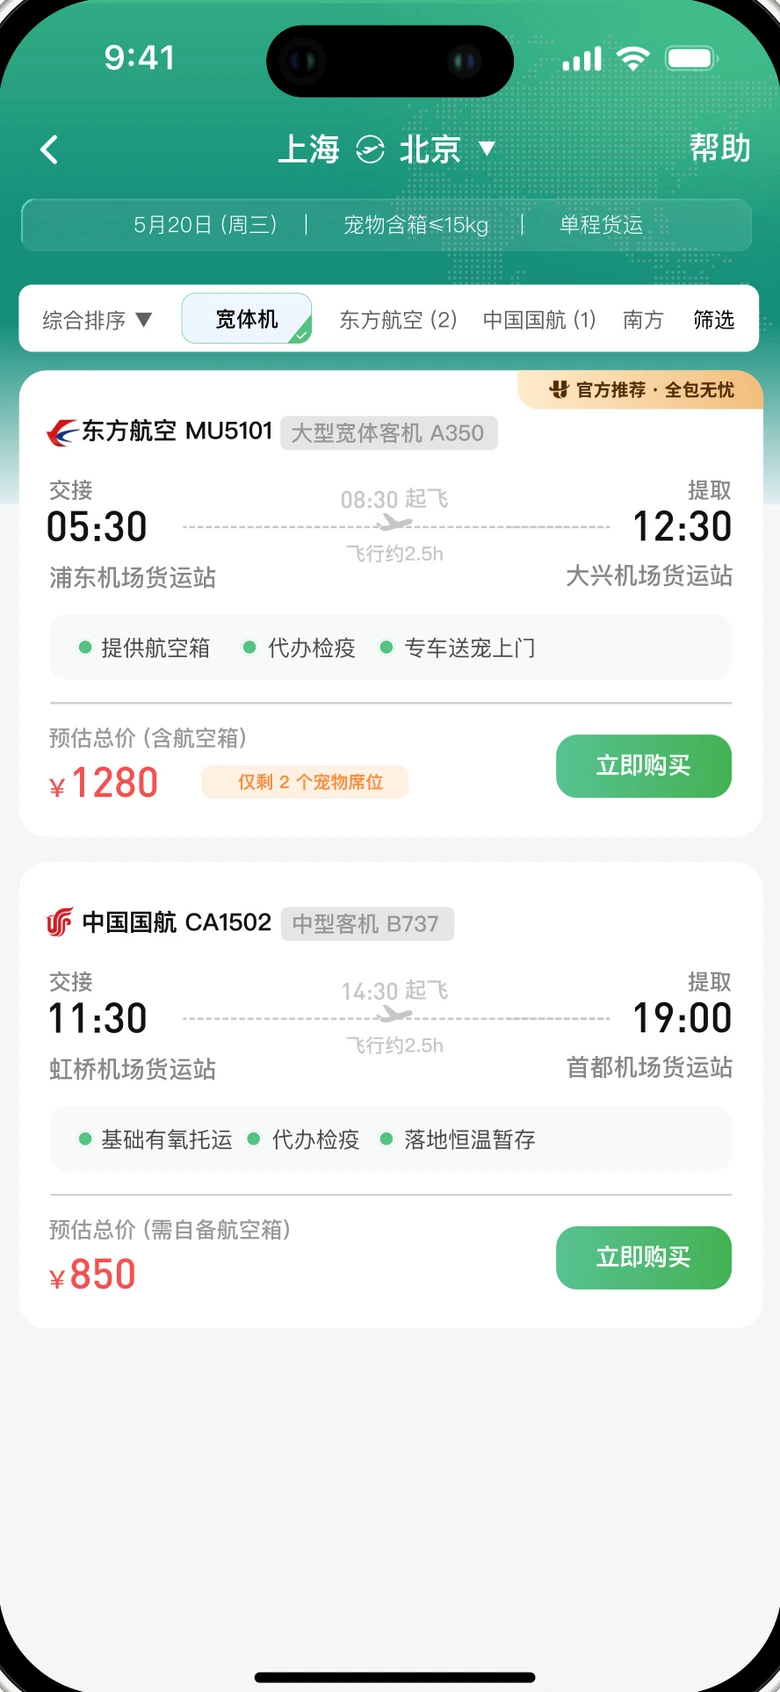 9:41
上海 北京 ▼
帮助
5月20日 (周三) | 宠物含箱≤15kg | 单程货运
综合排序 ▼ 宽体机 东方航空 (2) 中国国航 (1) 南方 筛选
官方推荐 · 全包无忧
东方航空 MU5101 大型宽体客机 A350
交接 08:30 起飞 提取
05:30 12:30
飞行约2.5h
浦东机场货运站 大兴机场货运站
提供航空箱 代办检疫 专车送宠上门
预估总价 (含航空箱)
¥1280 仅剩 2 个宠物席位
立即购买
中国国航 CA1502 中型客机 B737
交接 14:30 起飞 提取
11:30 19:00
飞行约2.5h
虹桥机场货运站 首都机场货运站
基础有氧托运 代办检疫 落地恒温暂存
预估总价 (需自备航空箱)
¥850
立即购买